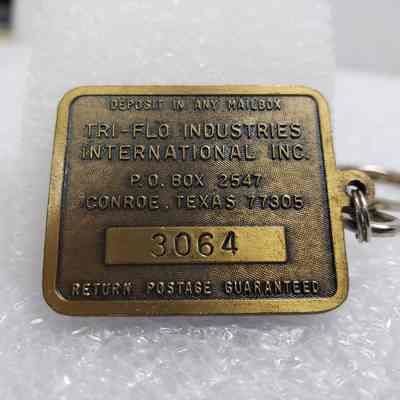 DEPOSIT IN ANY MAILBOX
TRI-FLO INDUSTRIES
INTERNATIONAL INC.
P.O. BOX 2547
CONROE, TEXAS 77305
3064
RETURN POSTAGE GUARANTEED